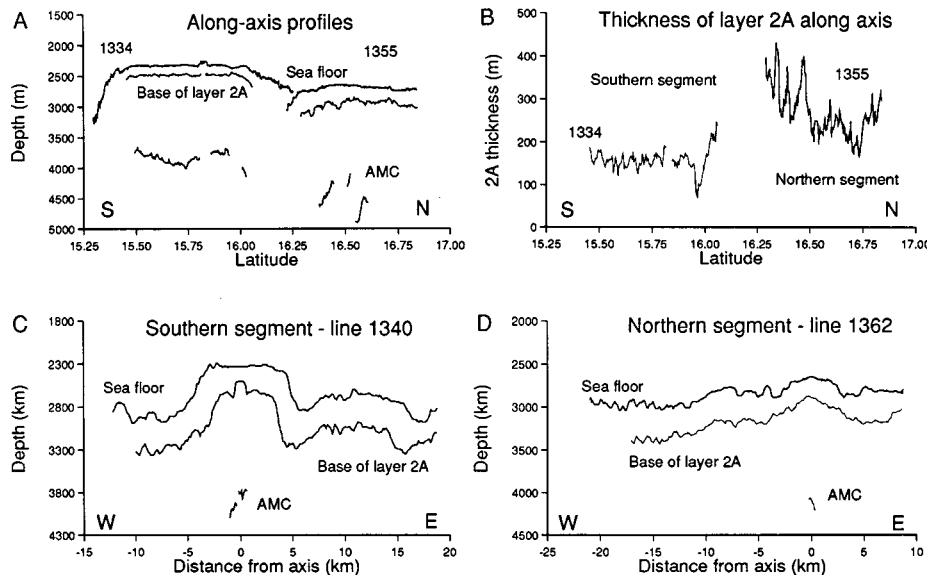 A
Along-axis profiles
1334
1355
Sea floor
Base of layer 2A
AMC
S
N
Depth (m)
1500
2000
2500
3000
3500
4000
4500
5000
15.25 15.50 15.75 16.00 16.25 16.50 16.75 17.00
Latitude
B
Thickness of layer 2A along axis
Southern segment
1355
1334
Northern segment
S
N
2A thickness (m)
500
400
300
200
100
0
15.25 15.50 15.75 16.00 16.25 16.50 16.75 17.00
Latitude
C
Southern segment - line 1340
Sea floor
Base of layer 2A
AMC
W
E
Depth (km)
1800
2300
2800
3300
3800
4300
-15 -10 -5 0 5 10 15 20
Distance from axis (km)
D
Northern segment - line 1362
Sea floor
Base of layer 2A
AMC
W
E
Depth (km)
2000
2500
3000
3500
4000
4500
-25 -20 -15 -10 -5 0 5 10
Distance from axis (km)